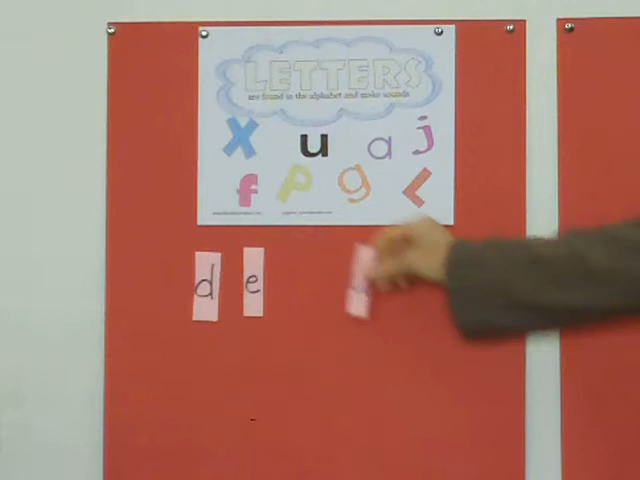 LETTERS
are found in the alphabet and make sounds
X u a j
f p g L
d e